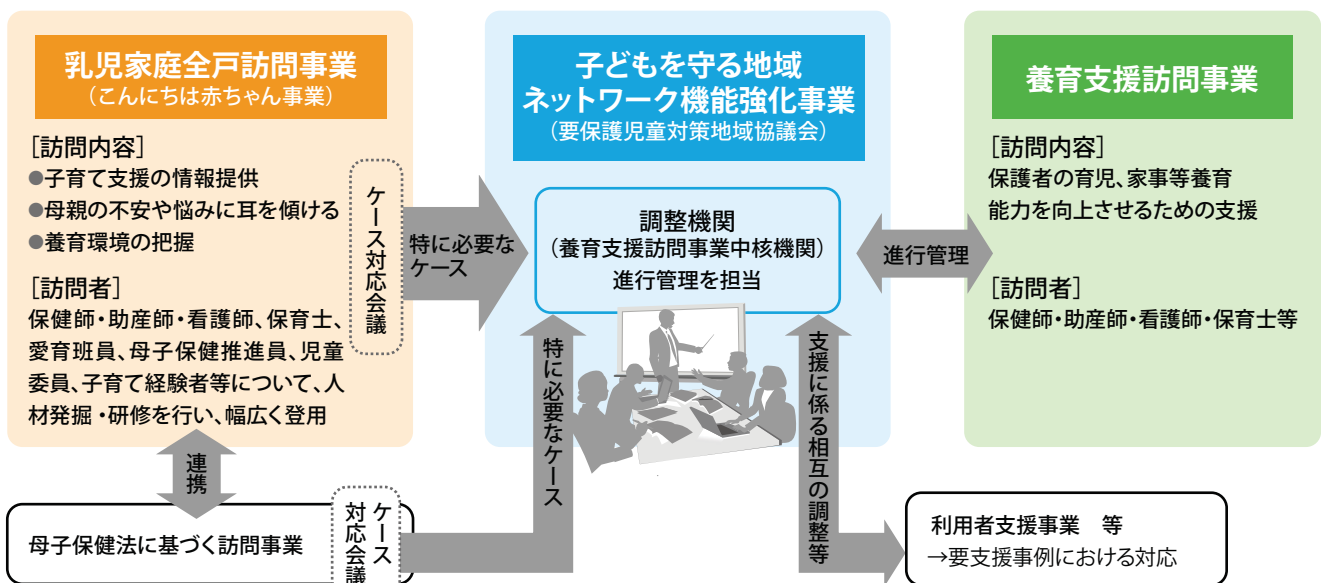 乳児家庭全戸訪問事業
（こんにちは赤ちゃん事業）
［訪問内容］
●子育て支援の情報提供
●母親の不安や悩みに耳を傾ける
●養育環境の把握
［訪問者］
保健師・助産師・看護師、保育士、
愛育班員、母子保健推進員、児童
委員、子育て経験者等について、人
材発掘・研修を行い、幅広く登用
ケース対応会議
特に必要な
ケース
子どもを守る地域
ネットワーク機能強化事業
（要保護児童対策地域協議会）
調整機関
（養育支援訪問事業中核機関）
進行管理を担当
進行管理
養育支援訪問事業
［訪問内容］
保護者の育児、家事等養育
能力を向上させるための支援
［訪問者］
保健師・助産師・看護師・保育士等
連携
母子保健法に基づく訪問事業
ケース
対応会議
特に必要なケース
支援に係る相互の調整等
利用者支援事業　等
→要支援事例における対応